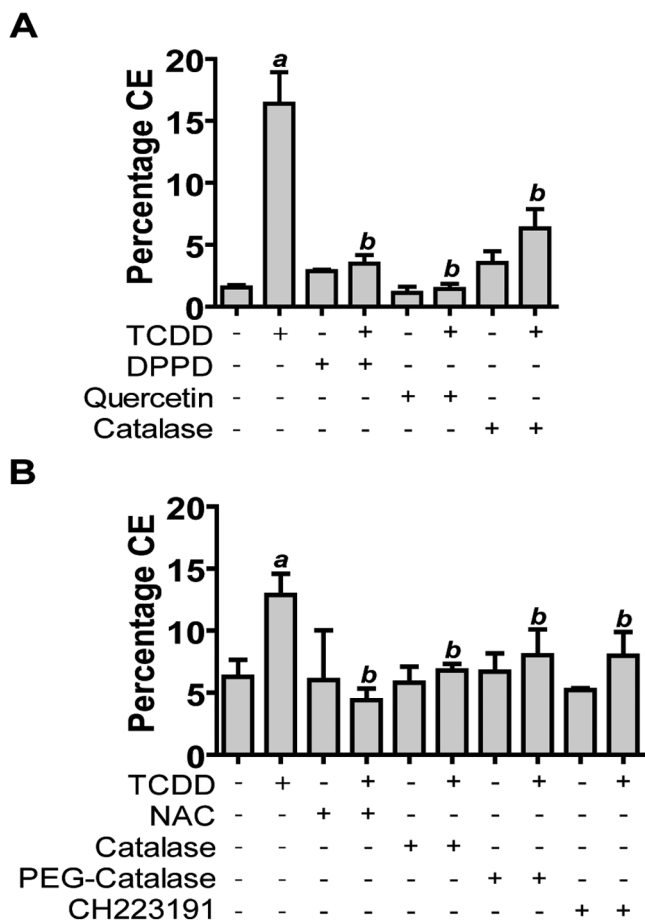 A
Percentage CE
20
15
10
5
0
a
b
b
b
TCDD - + - + - + - +
DPPD - - + + - - - -
Quercetin - - - - + + - -
Catalase - - - - - - + +
B
Percentage CE
20
15
10
5
0
a
b
b
b
b
TCDD - + - + - + - + - +
NAC - - + + - - - - - -
Catalase - - - - + + - - - -
PEG-Catalase - - - - - - + + - -
CH223191 - - - - - - - - + +